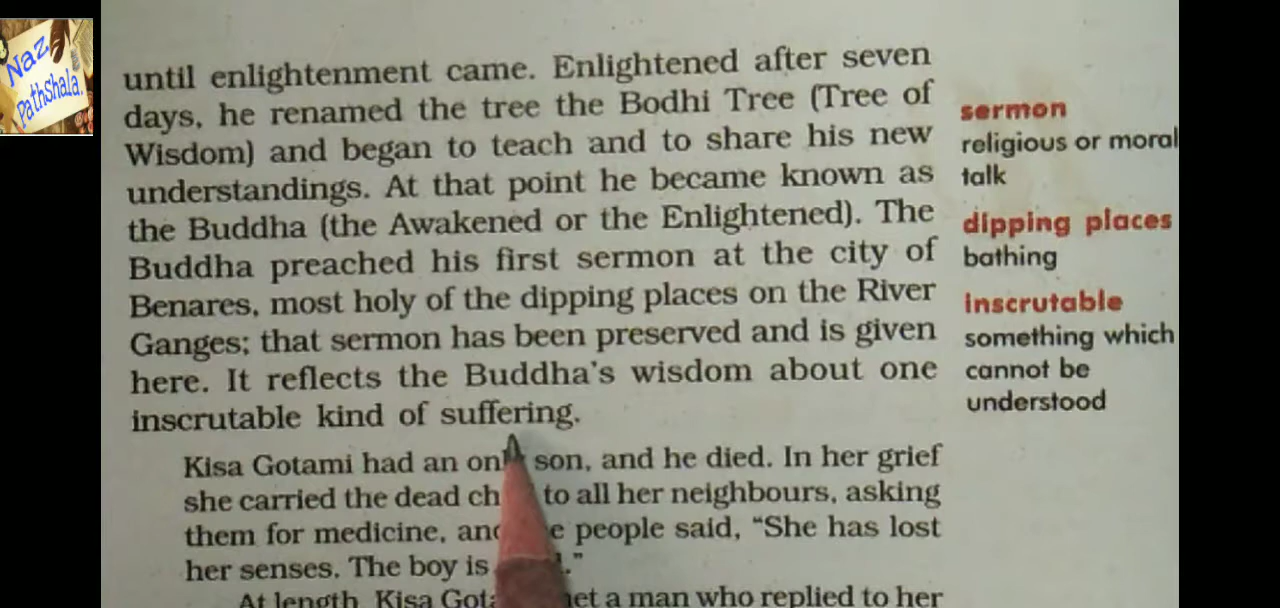 Naz
PathShala.
until enlightenment came. Enlightened after seven
days, he renamed the tree the Bodhi Tree (Tree of
Wisdom) and began to teach and to share his new
understandings. At that point he became known as
the Buddha (the Awakened or the Enlightened). The
Buddha preached his first sermon at the city of
Benares, most holy of the dipping places on the River
Ganges; that sermon has been preserved and is given
here. It reflects the Buddha's wisdom about one
inscrutable kind of suffering.
Kisa Gotami had an only son, and he died. In her grief
she carried the dead to all her neighbours, asking
them for medicine, and people said, “She has lost
her senses. The boy is
At length, Kisa a man who replied to her
sermon
religious or moral
talk
dipping places
bathing
inscrutable
something which
cannot be
understood